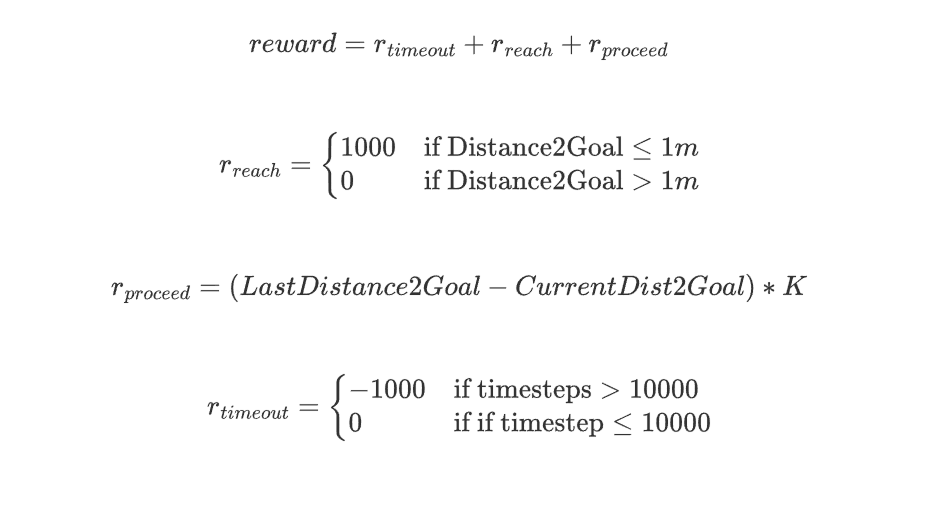 reward = r_timeout + r_reach + r_proceed
r_reach = { 1000 if Distance2Goal ≤ 1m
0 if Distance2Goal > 1m
r_proceed = (LastDistance2Goal − CurrentDist2Goal) ∗ K
r_timeout = { −1000 if timesteps > 10000
0 if if timestep ≤ 10000